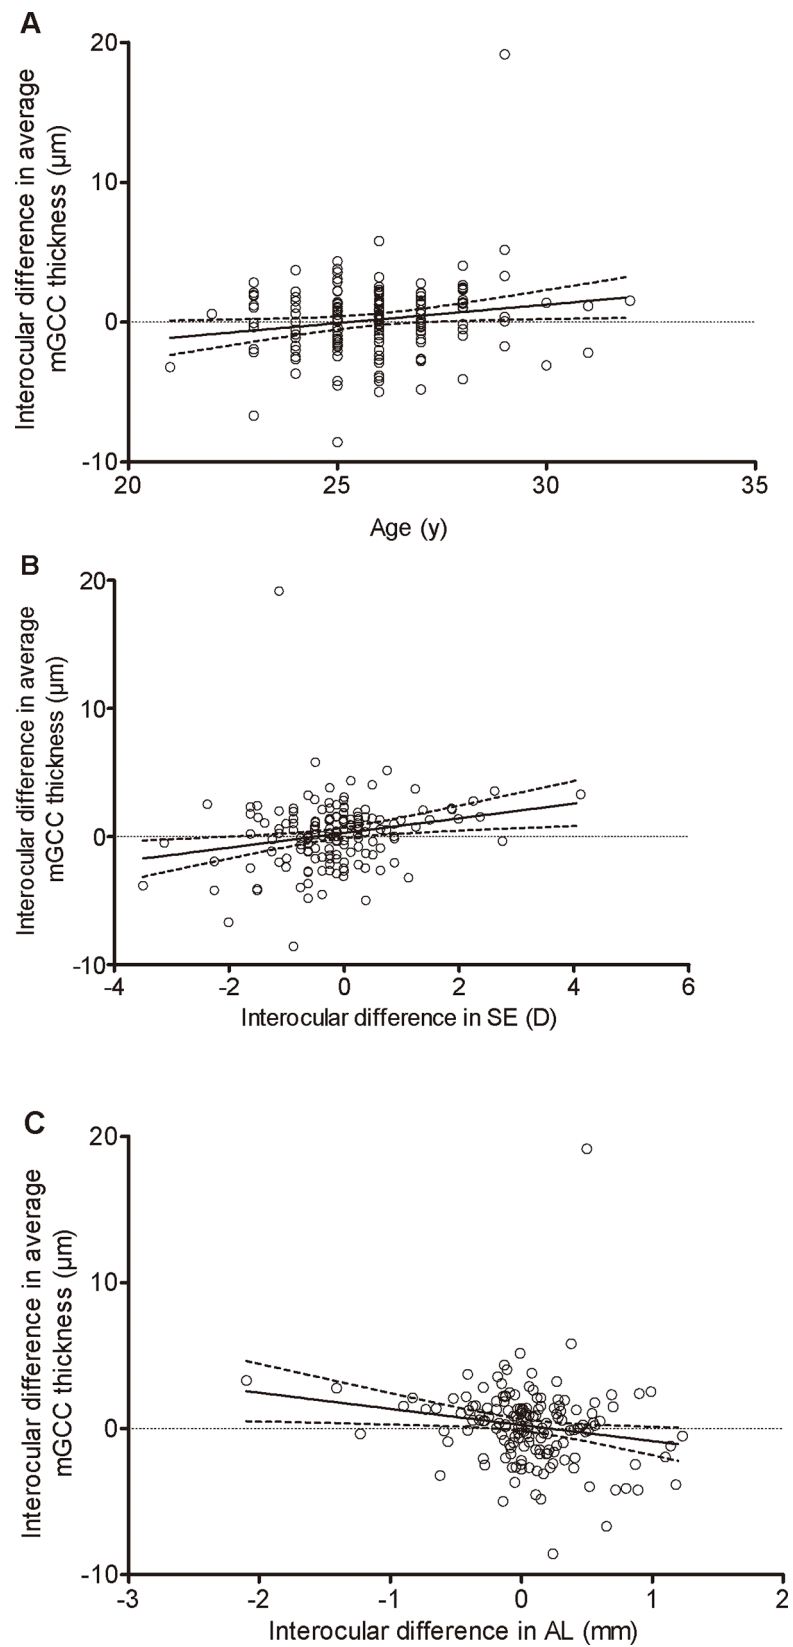 A
Interocular difference in average
mGCC thickness (µm)
20
10
0
-10
20
25
30
35
Age (y)
B
Interocular difference in average
mGCC thickness (µm)
20
10
0
-10
-4
-2
0
2
4
6
Interocular difference in SE (D)
C
Interocular difference in average
mGCC thickness (µm)
20
10
0
-10
-3
-2
-1
0
1
2
Interocular difference in AL (mm)